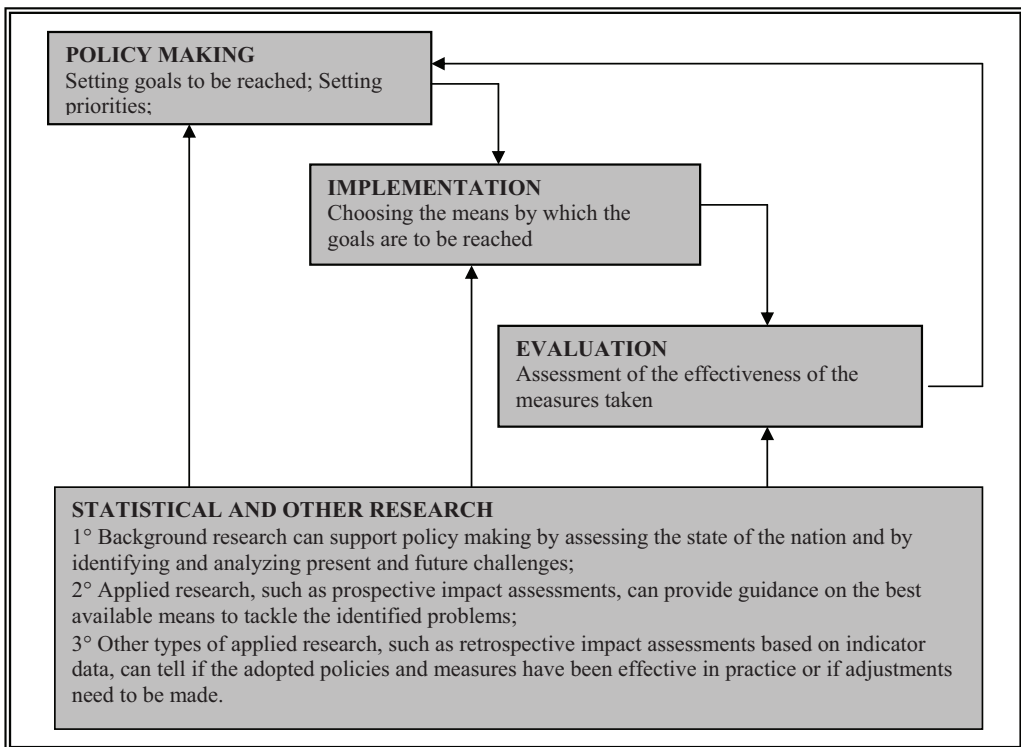 POLICY MAKING
Setting goals to be reached; Setting
priorities;
IMPLEMENTATION
Choosing the means by which the
goals are to be reached
EVALUATION
Assessment of the effectiveness of the
measures taken
STATISTICAL AND OTHER RESEARCH
1° Background research can support policy making by assessing the state of the nation and by
identifying and analyzing present and future challenges;
2° Applied research, such as prospective impact assessments, can provide guidance on the best
available means to tackle the identified problems;
3° Other types of applied research, such as retrospective impact assessments based on indicator
data, can tell if the adopted policies and measures have been effective in practice or if adjustments
need to be made.